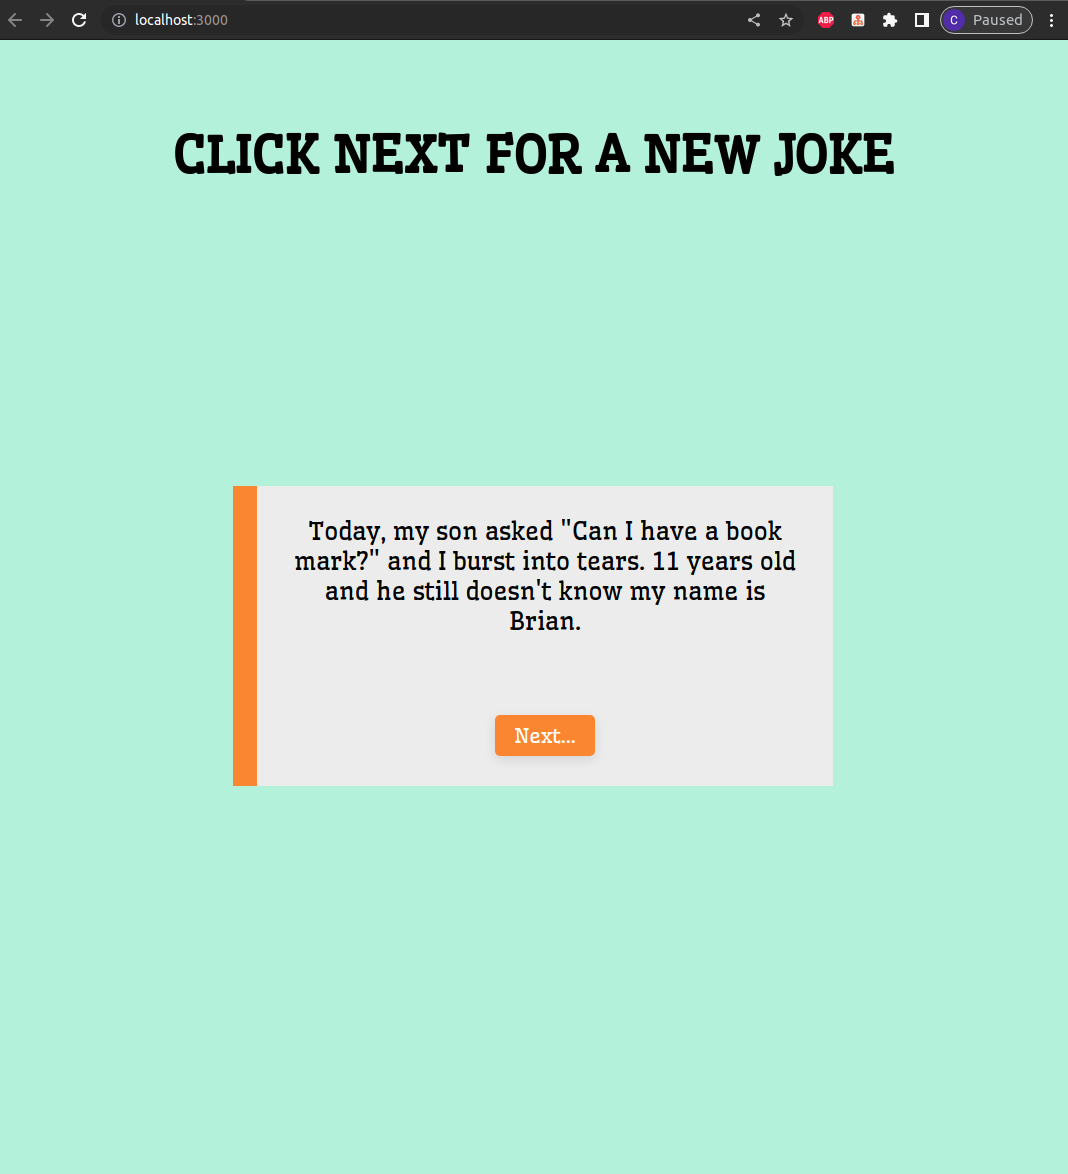 localhost:3000
ABP
C Paused
CLICK NEXT FOR A NEW JOKE
Today, my son asked "Can I have a book
mark?" and I burst into tears. 11 years old
and he still doesn't know my name is
Brian.
Next...